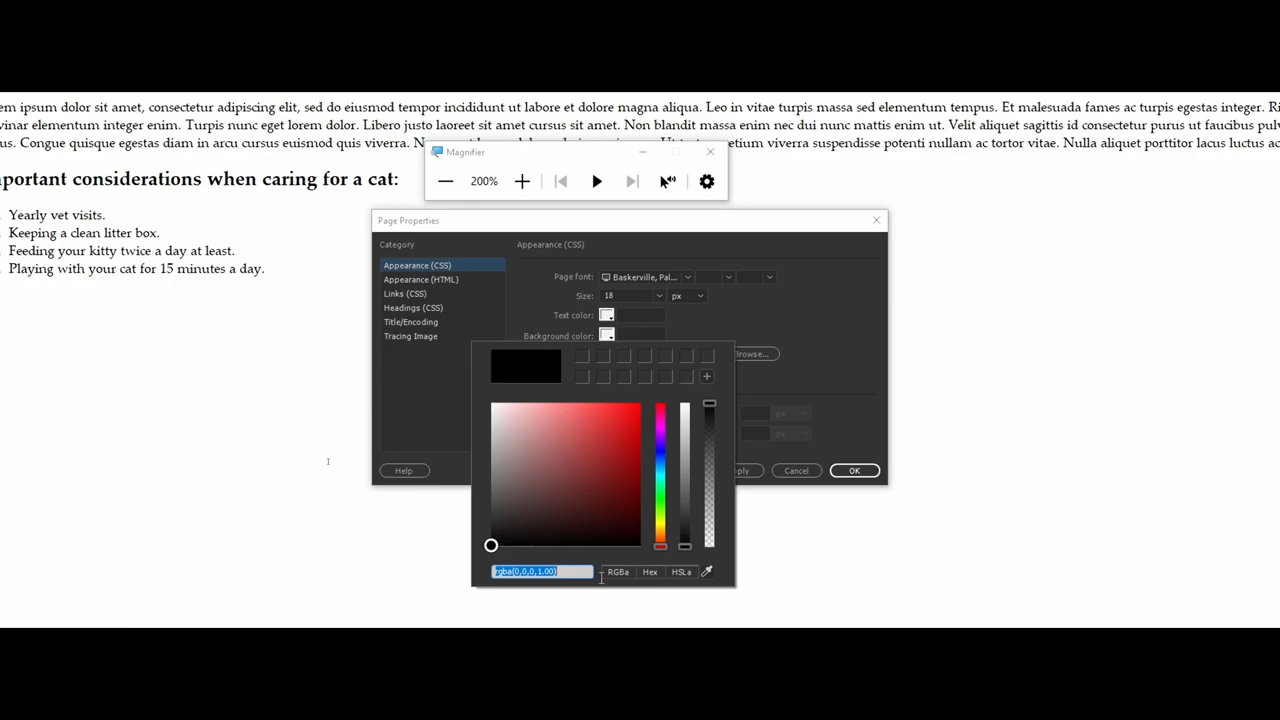 em ipsum dolor sit amet, consectetur adipiscing elit, sed do eiusmod tempor incididunt ut labore et dolore magna aliqua. Leo in vitae turpis massa sed elementum tempus. Et malesuada fames ac turpis egestas integer. Ri
vinar elementum integer enim. Turpis nunc eget lorem dolor. Libero justo laoreet sit amet cursus sit amet. Non blandit massa enim nec dui nunc mattis enim ut. Velit aliquet sagittis id consectetur purus ut faucibus pulv
us. Congue quisque egestas diam in arcu cursus euismod quis viverra. N
etium viverra suspendisse potenti nullam ac tortor vitae. Nulla aliquet porttitor lacus luctus ac
Magnifier
200%
portant considerations when caring for a cat:
Yearly vet visits.
Keeping a clean litter box.
Feeding your kitty twice a day at least.
Playing with your cat for 15 minutes a day.
Page Properties
Category
Appearance (CSS)
Appearance (HTML)
Links (CSS)
Headings (CSS)
Title/Encoding
Tracing Image
Appearance (CSS)
Page font: Baskerville, Pal...
Size: 18 px
Text color:
Background color:
Browse...
px
px
Help
ply
Cancel
OK
rgba(0,0,0,1.00)
RGBa
Hex
HSLa